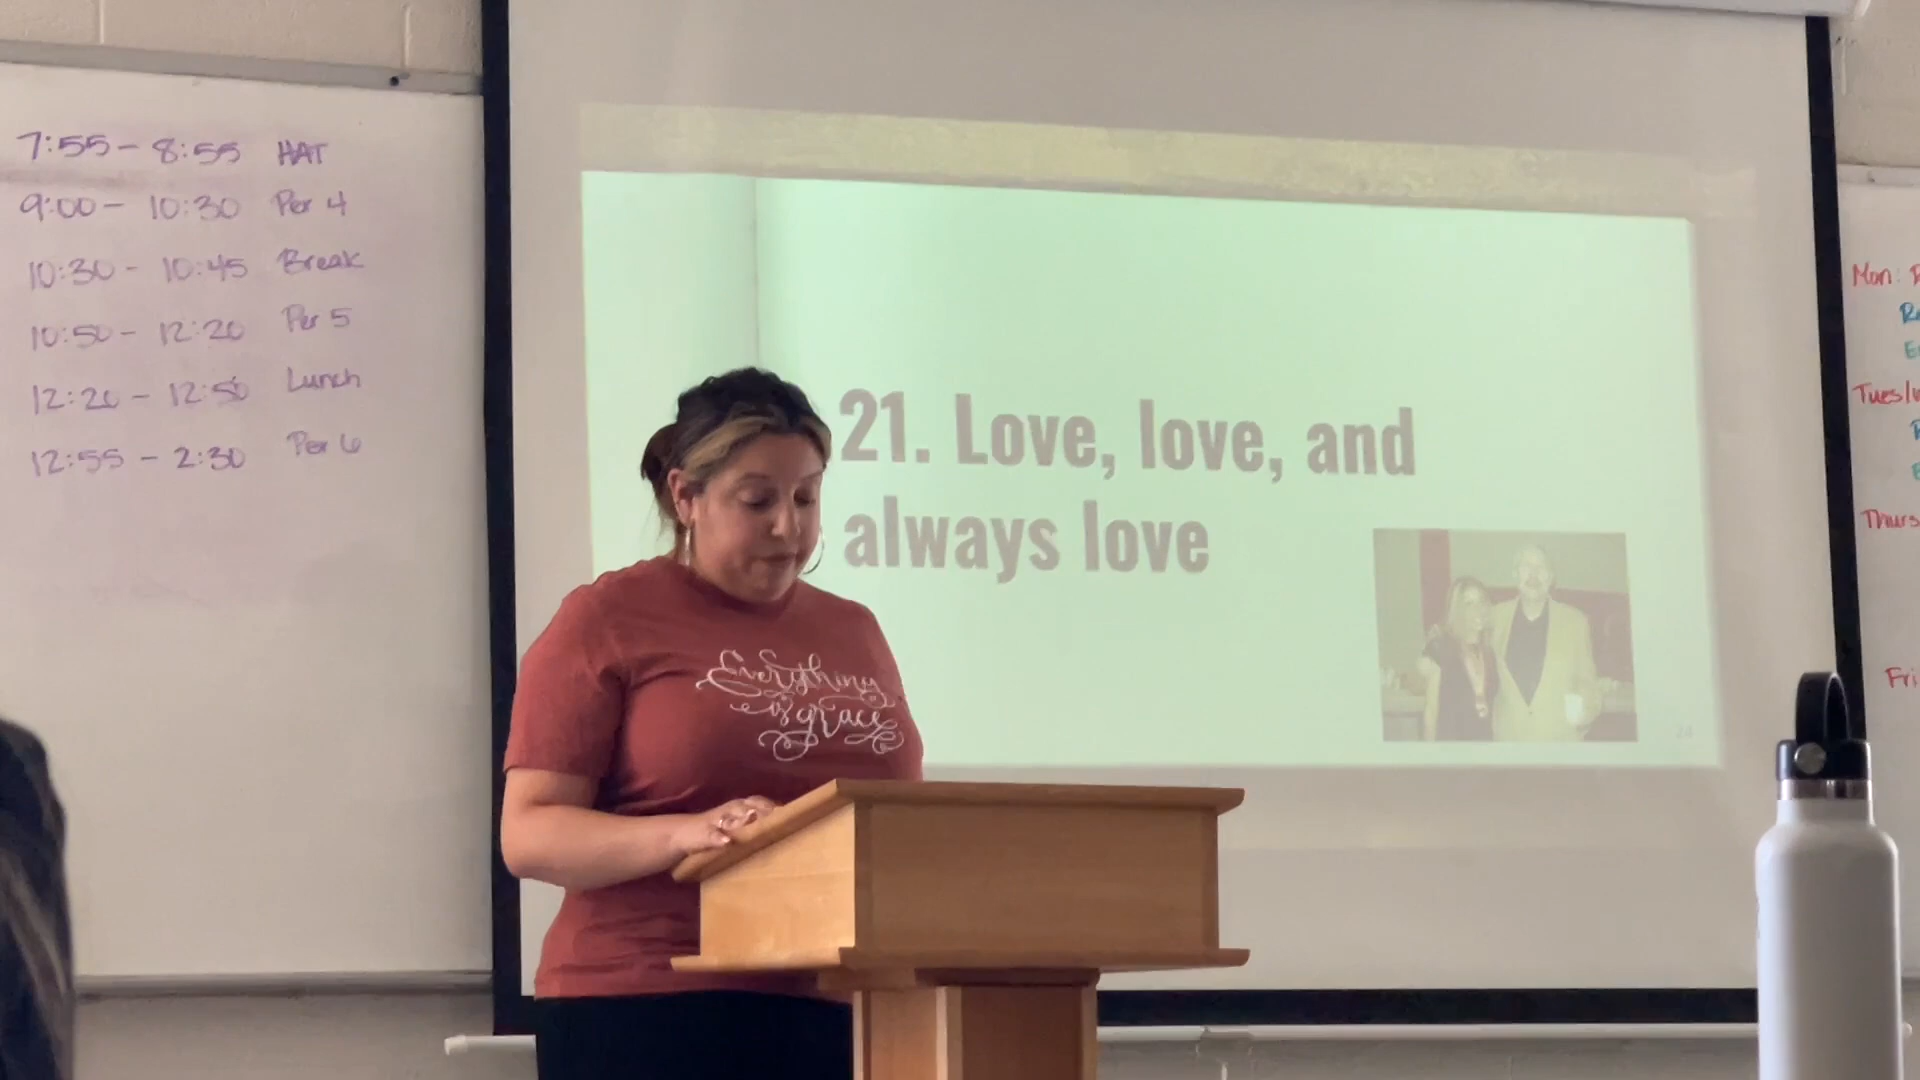 7:55 - 8:55 HAT
9:00 - 10:30 Per 4
10:30 - 10:45 Break
10:50 - 12:20 Per 5
12:20 - 12:50 Lunch
12:55 - 2:30 Per 6
21. Love, love, and
always love
Everything
is grace
24
Mon:
Tues/
Thurs
Fri